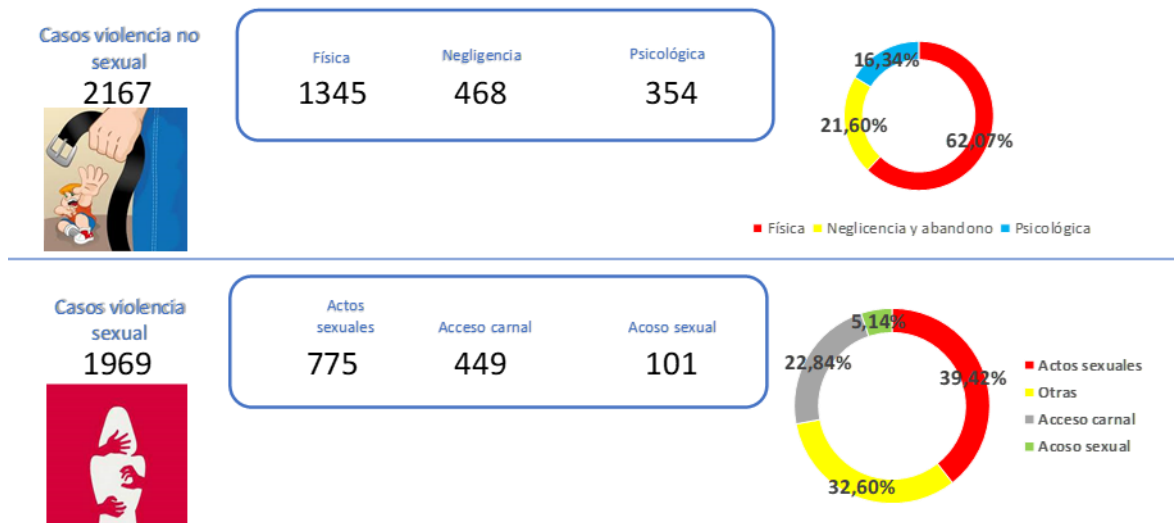 Casos violencia no
sexual
2167
Física
1345
Negligencia
468
Psicológica
354
16,34%
21,60%
62,07%
Física
Neglicencia y abandono
Psicológica
Casos violencia
sexual
1969
Actos
sexuales
775
Acceso carnal
449
Acoso sexual
101
5,14%
22,84%
39,42%
32,60%
Actos sexuales
Otras
Acceso carnal
Acoso sexual